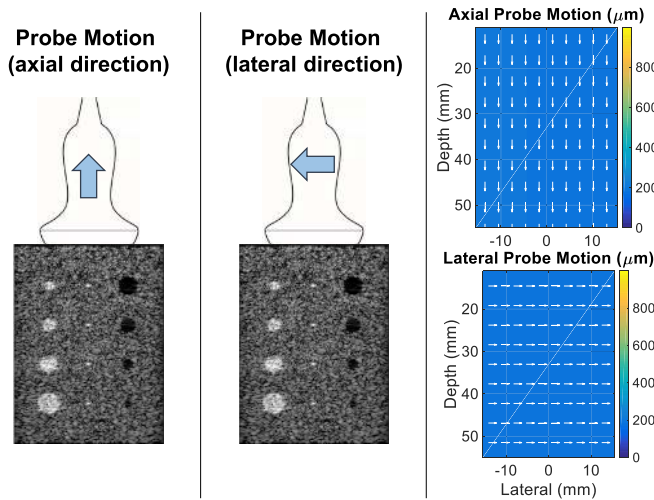 Probe Motion
(axial direction)
Probe Motion
(lateral direction)
Axial Probe Motion (μm)
Depth (mm)
20
30
40
50
-10
0
10
800
600
400
200
0
Lateral Probe Motion (μm)
Depth (mm)
20
30
40
50
-10
0
10
Lateral (mm)
800
600
400
200
0